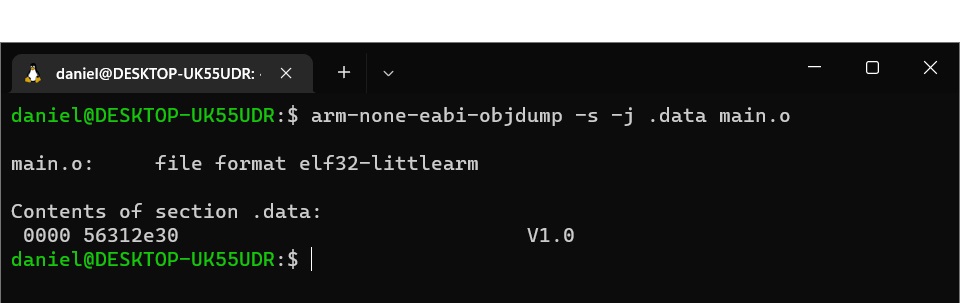 daniel@DESKTOP-UK55UDR:
daniel@DESKTOP-UK55UDR:$ arm-none-eabi-objdump -s -j .data main.o
main.o:     file format elf32-littlearm
Contents of section .data:
 0000 56312e30                             V1.0
daniel@DESKTOP-UK55UDR:$